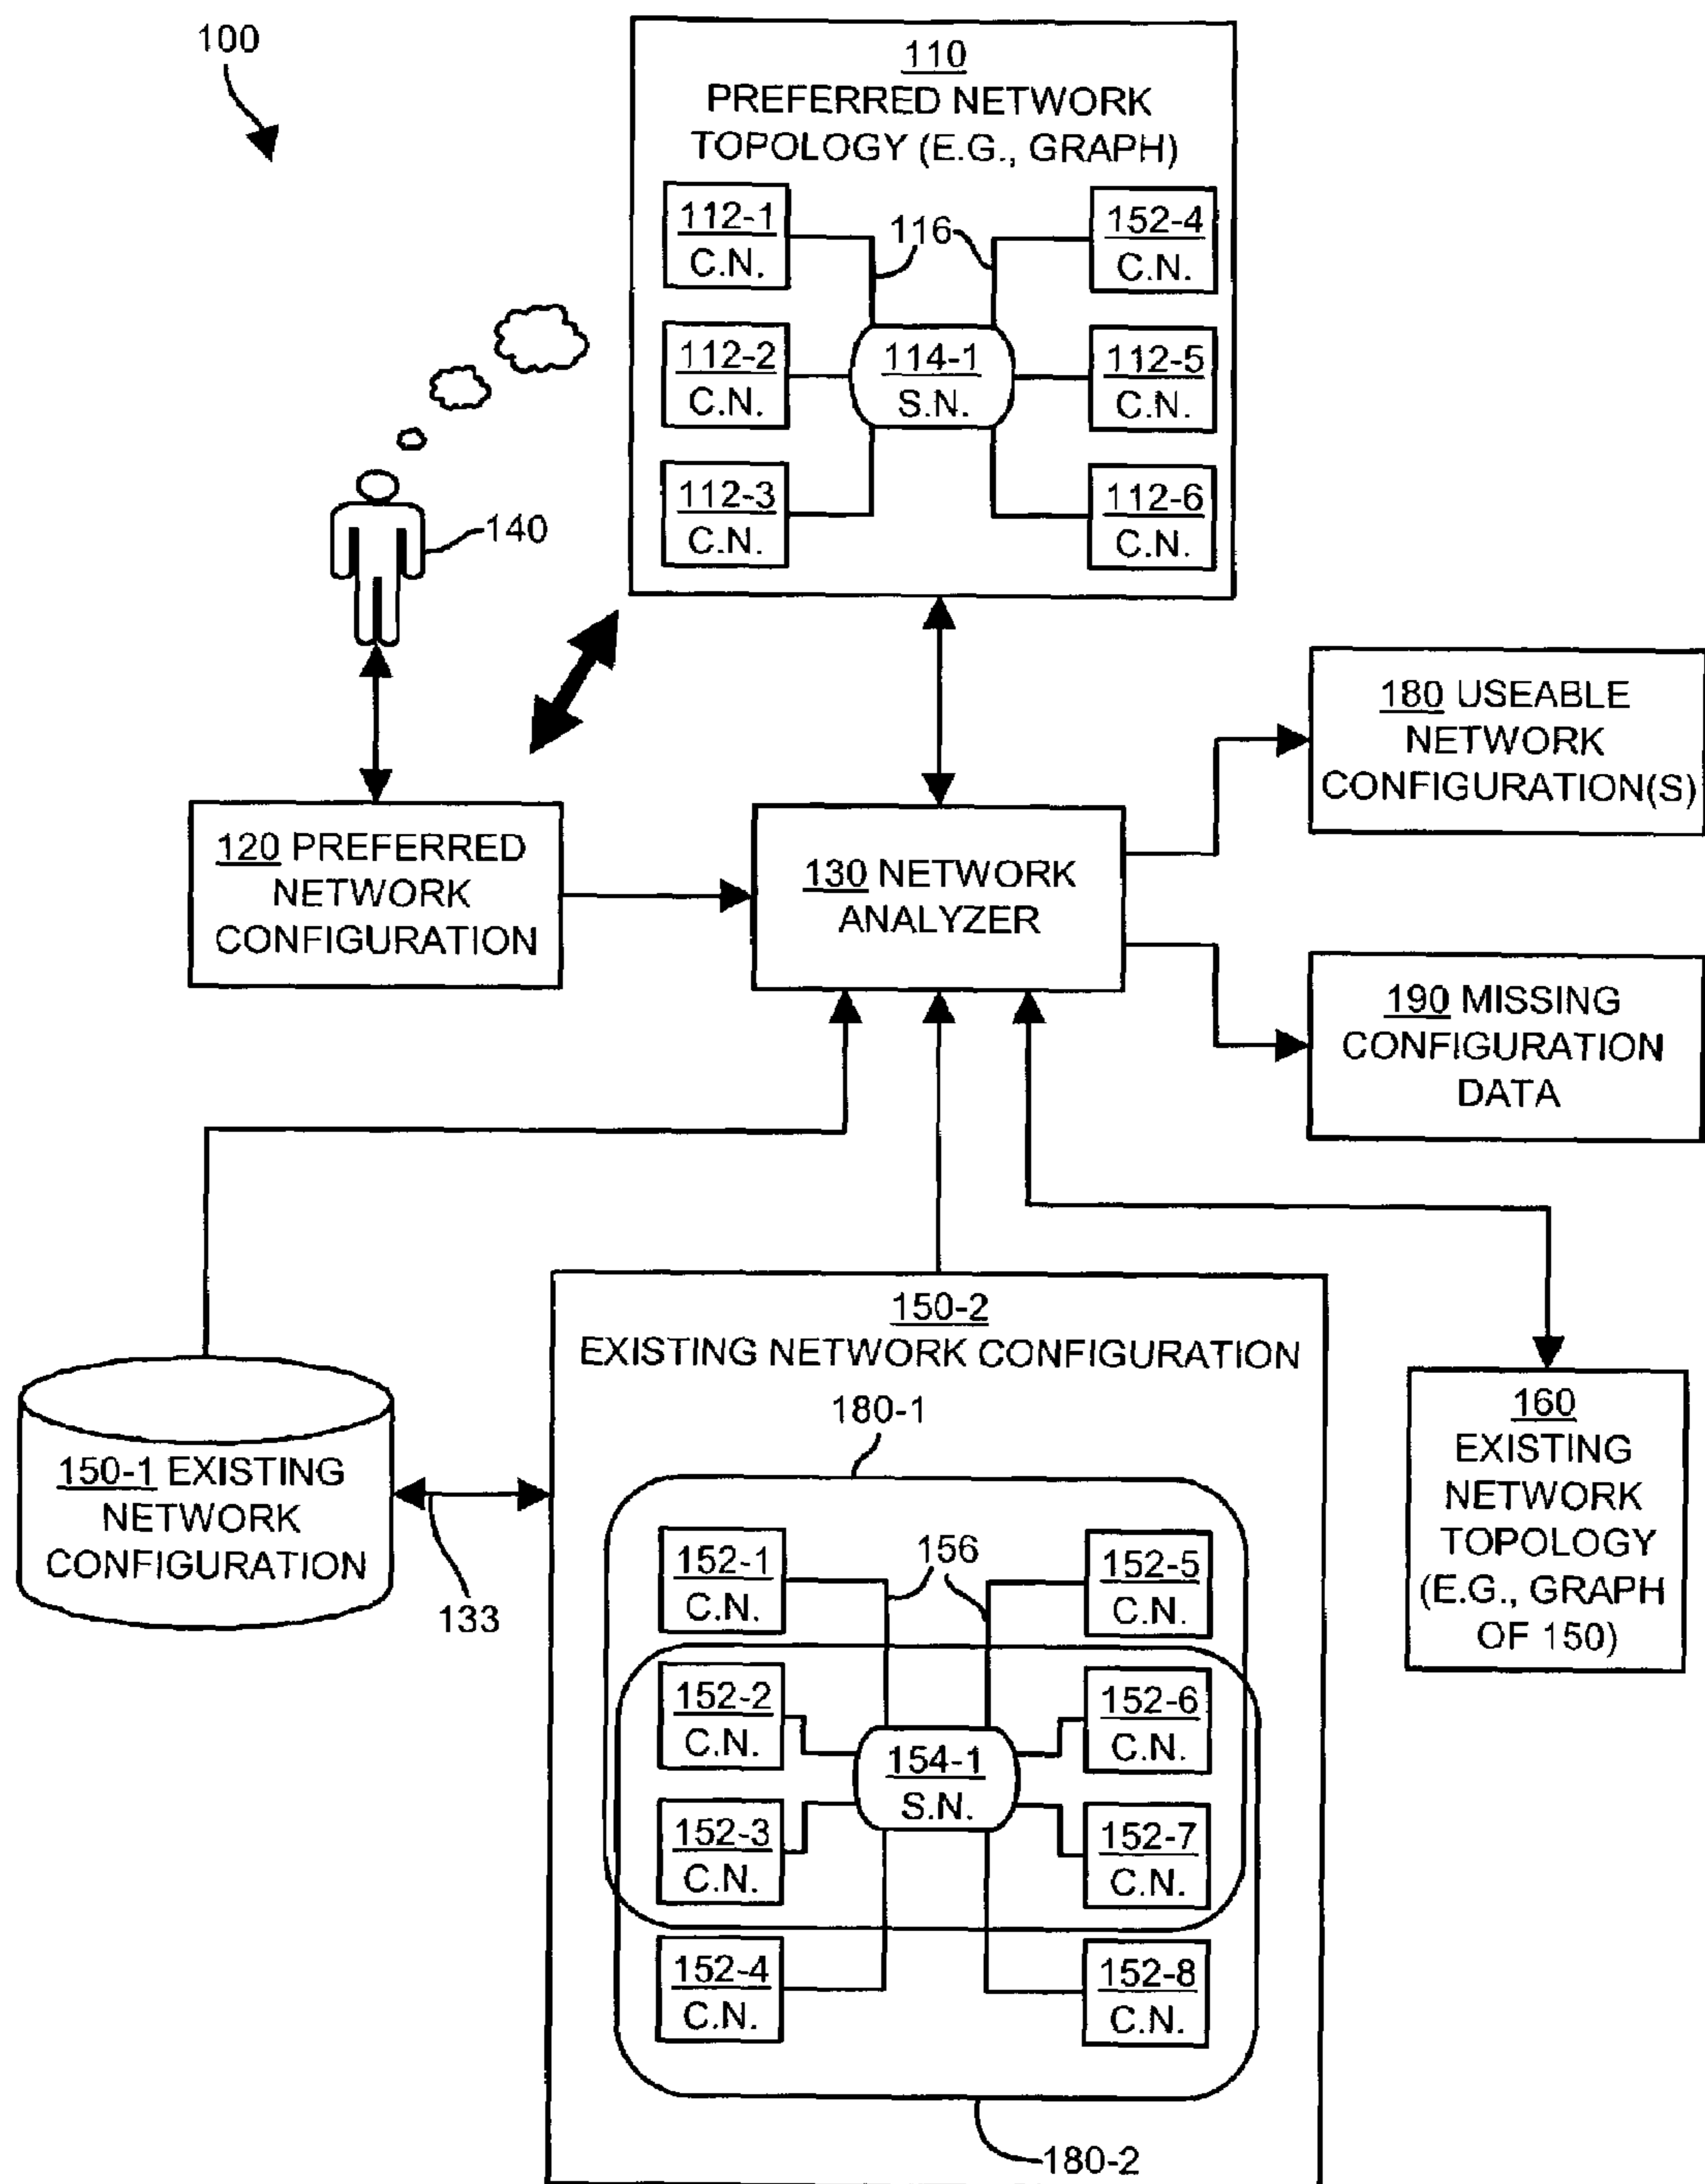 100
110
PREFERRED NETWORK
TOPOLOGY (E.G., GRAPH)
112-1
C.N.
116
152-4
C.N.
112-2
C.N.
114-1
S.N.
112-5
C.N.
112-3
C.N.
112-6
C.N.
140
120 PREFERRED
NETWORK
CONFIGURATION
130 NETWORK
ANALYZER
180 USEABLE
NETWORK
CONFIGURATION(S)
190 MISSING
CONFIGURATION
DATA
150-1 EXISTING
NETWORK
CONFIGURATION
133
150-2
EXISTING NETWORK CONFIGURATION
180-1
152-1
C.N.
156
152-5
C.N.
152-2
C.N.
154-1
S.N.
152-6
C.N.
152-3
C.N.
152-7
C.N.
152-4
C.N.
152-8
C.N.
180-2
160
EXISTING
NETWORK
TOPOLOGY
(E.G., GRAPH
OF 150)